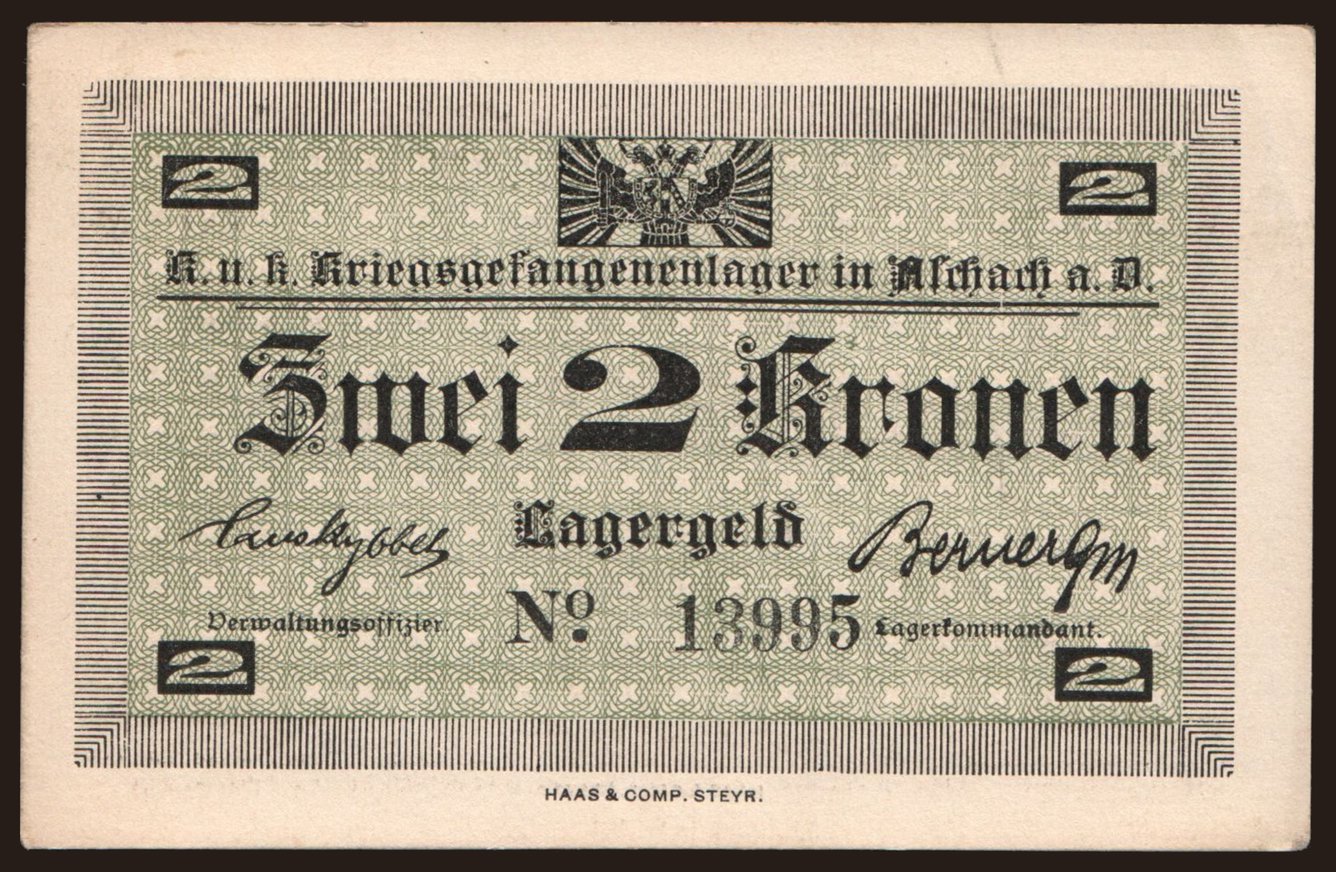 2 2
K. u. k. Kriegsgefangenenlager in Aschach a. D.
Zwei 2 Kronen
Lagergeld
Verwaltungsoffizier. No. 13995 Lagerkommandant.
2 2
HAAS & COMP. STEYR.